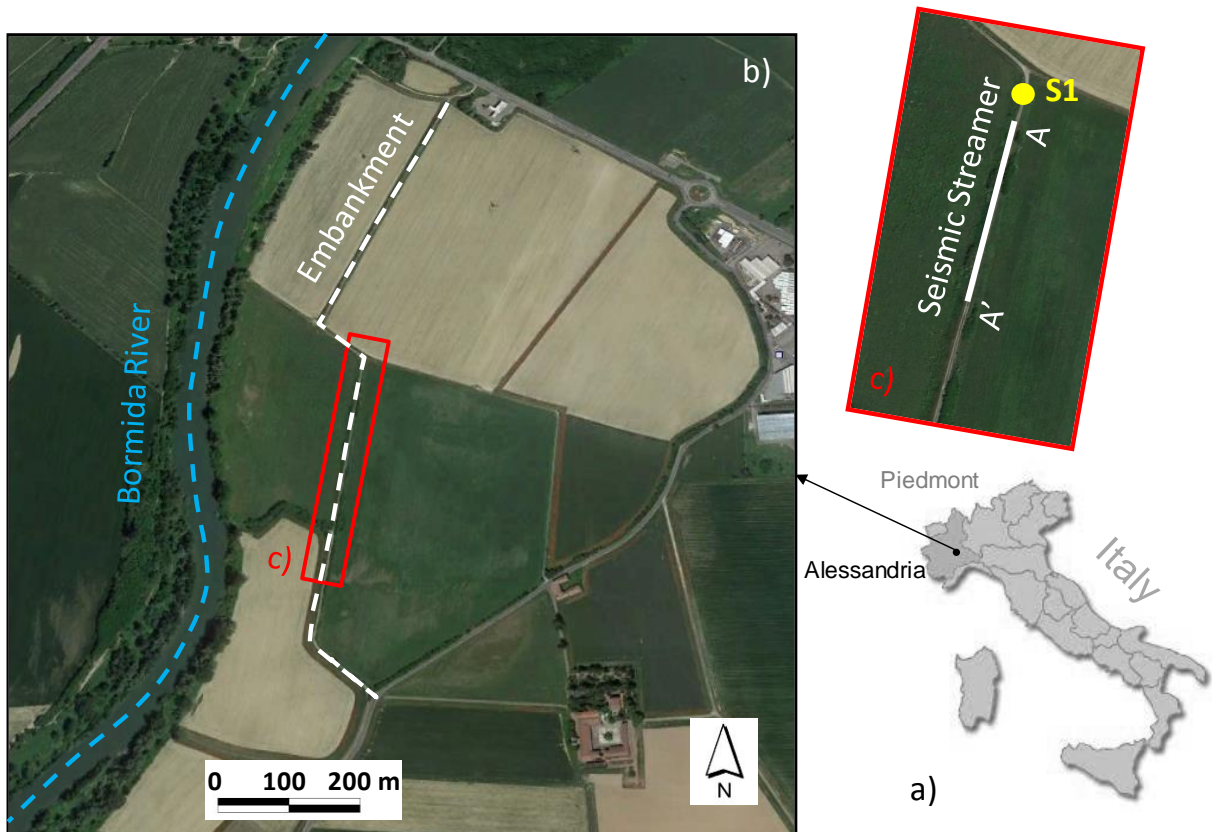 b)
Embankment
Bormida River
c)
0 100 200 m
N
S1
A
Seismic Streamer
A'
c)
Piedmont
Alessandria
Italy
a)